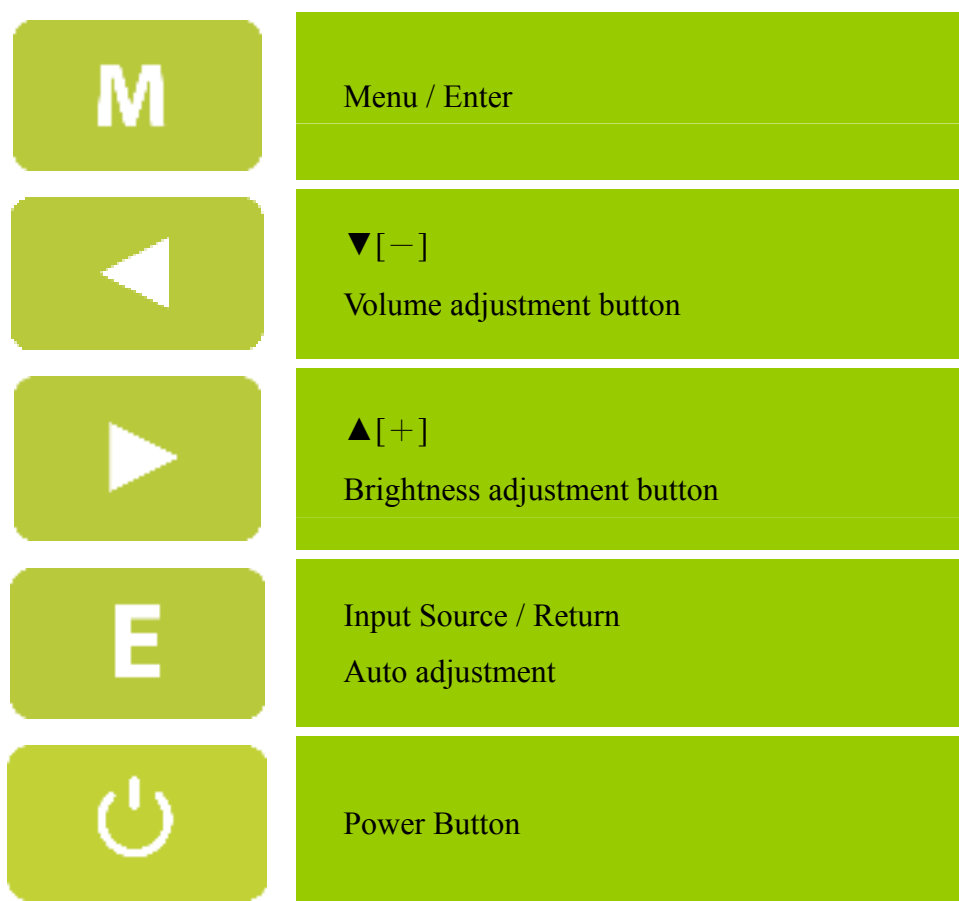 M
Menu / Enter
▼[－]
Volume adjustment button
▲[＋]
Brightness adjustment button
E
Input Source / Return
Auto adjustment
Power Button